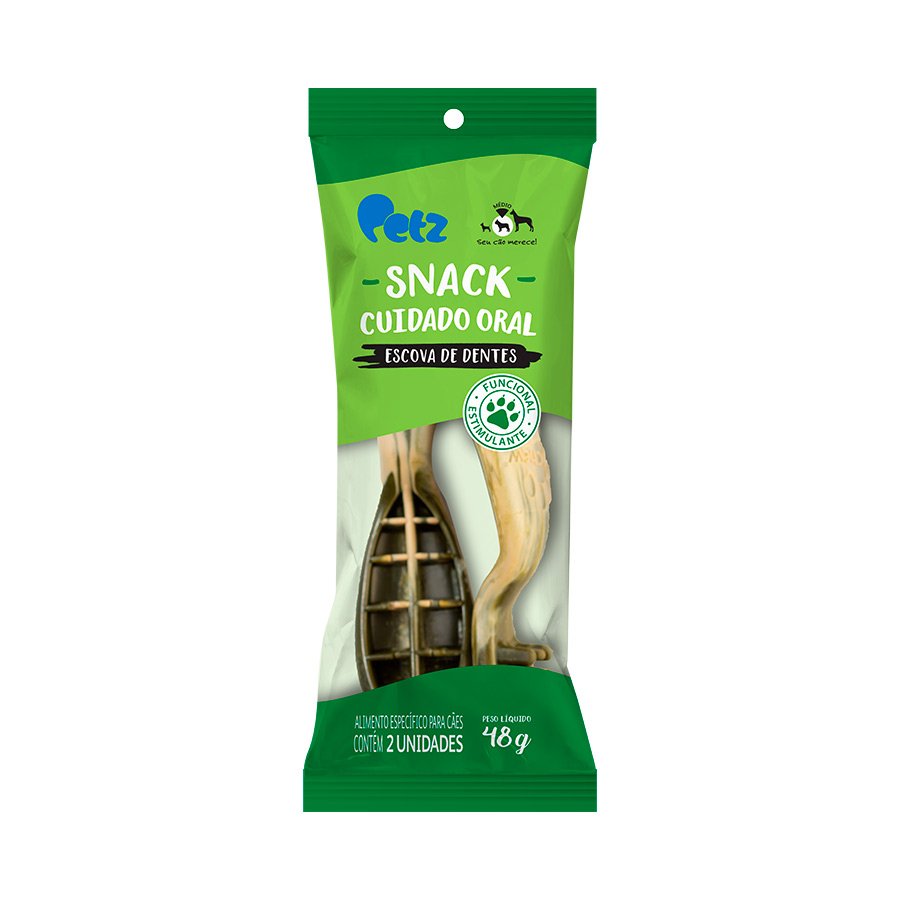 Petz
MÉDIO
Seu cão merece!
SNACK
CUIDADO ORAL
ESCOVA DE DENTES
FUNCIONAL
ESTIMULANTE
ALIMENTO ESPECÍFICO PARA CÃES
CONTÉM 2 UNIDADES
PESO LÍQUIDO
48g